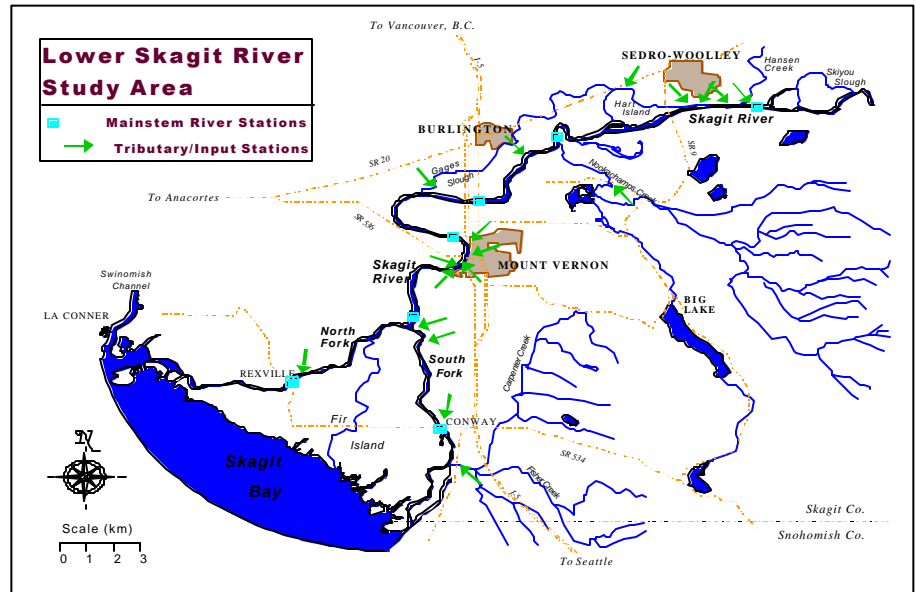 To Vancouver, B.C.
Lower Skagit River
Study Area
Mainstem River Stations
Tributary/Input Stations
I-5
SEDRO-WOOLLEY
Hansen
Creek
Skiyou
Slough
Hart
Island
Skagit River
BURLINGTON
SR 20
SR 9
Gages
Slough
Nookachamps Creek
To Anacortes
SR 536
MOUNT VERNON
Skagit
River
Swinomish
Channel
LA CONNER
BIG
LAKE
North
Fork
South
Fork
Carpenter Creek
REXVILLE
Fir
Island
CONWAY
SR 534
Skagit
Bay
Fisher Creek
I-5
N
Scale (km)
0 1 2 3
Skagit Co.
Snohomish Co.
To Seattle